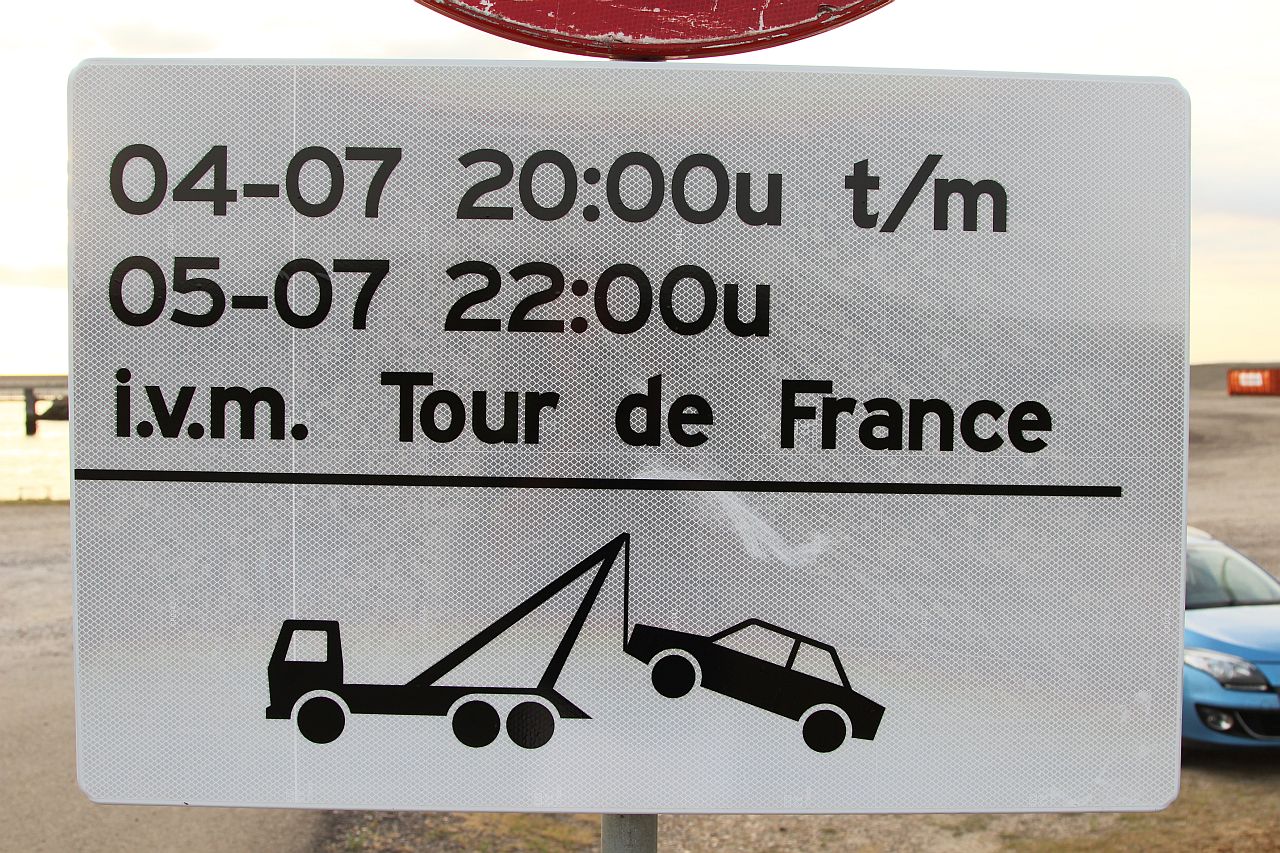 04-07 20:00u t/m
05-07 22:00u
i.v.m. Tour de France